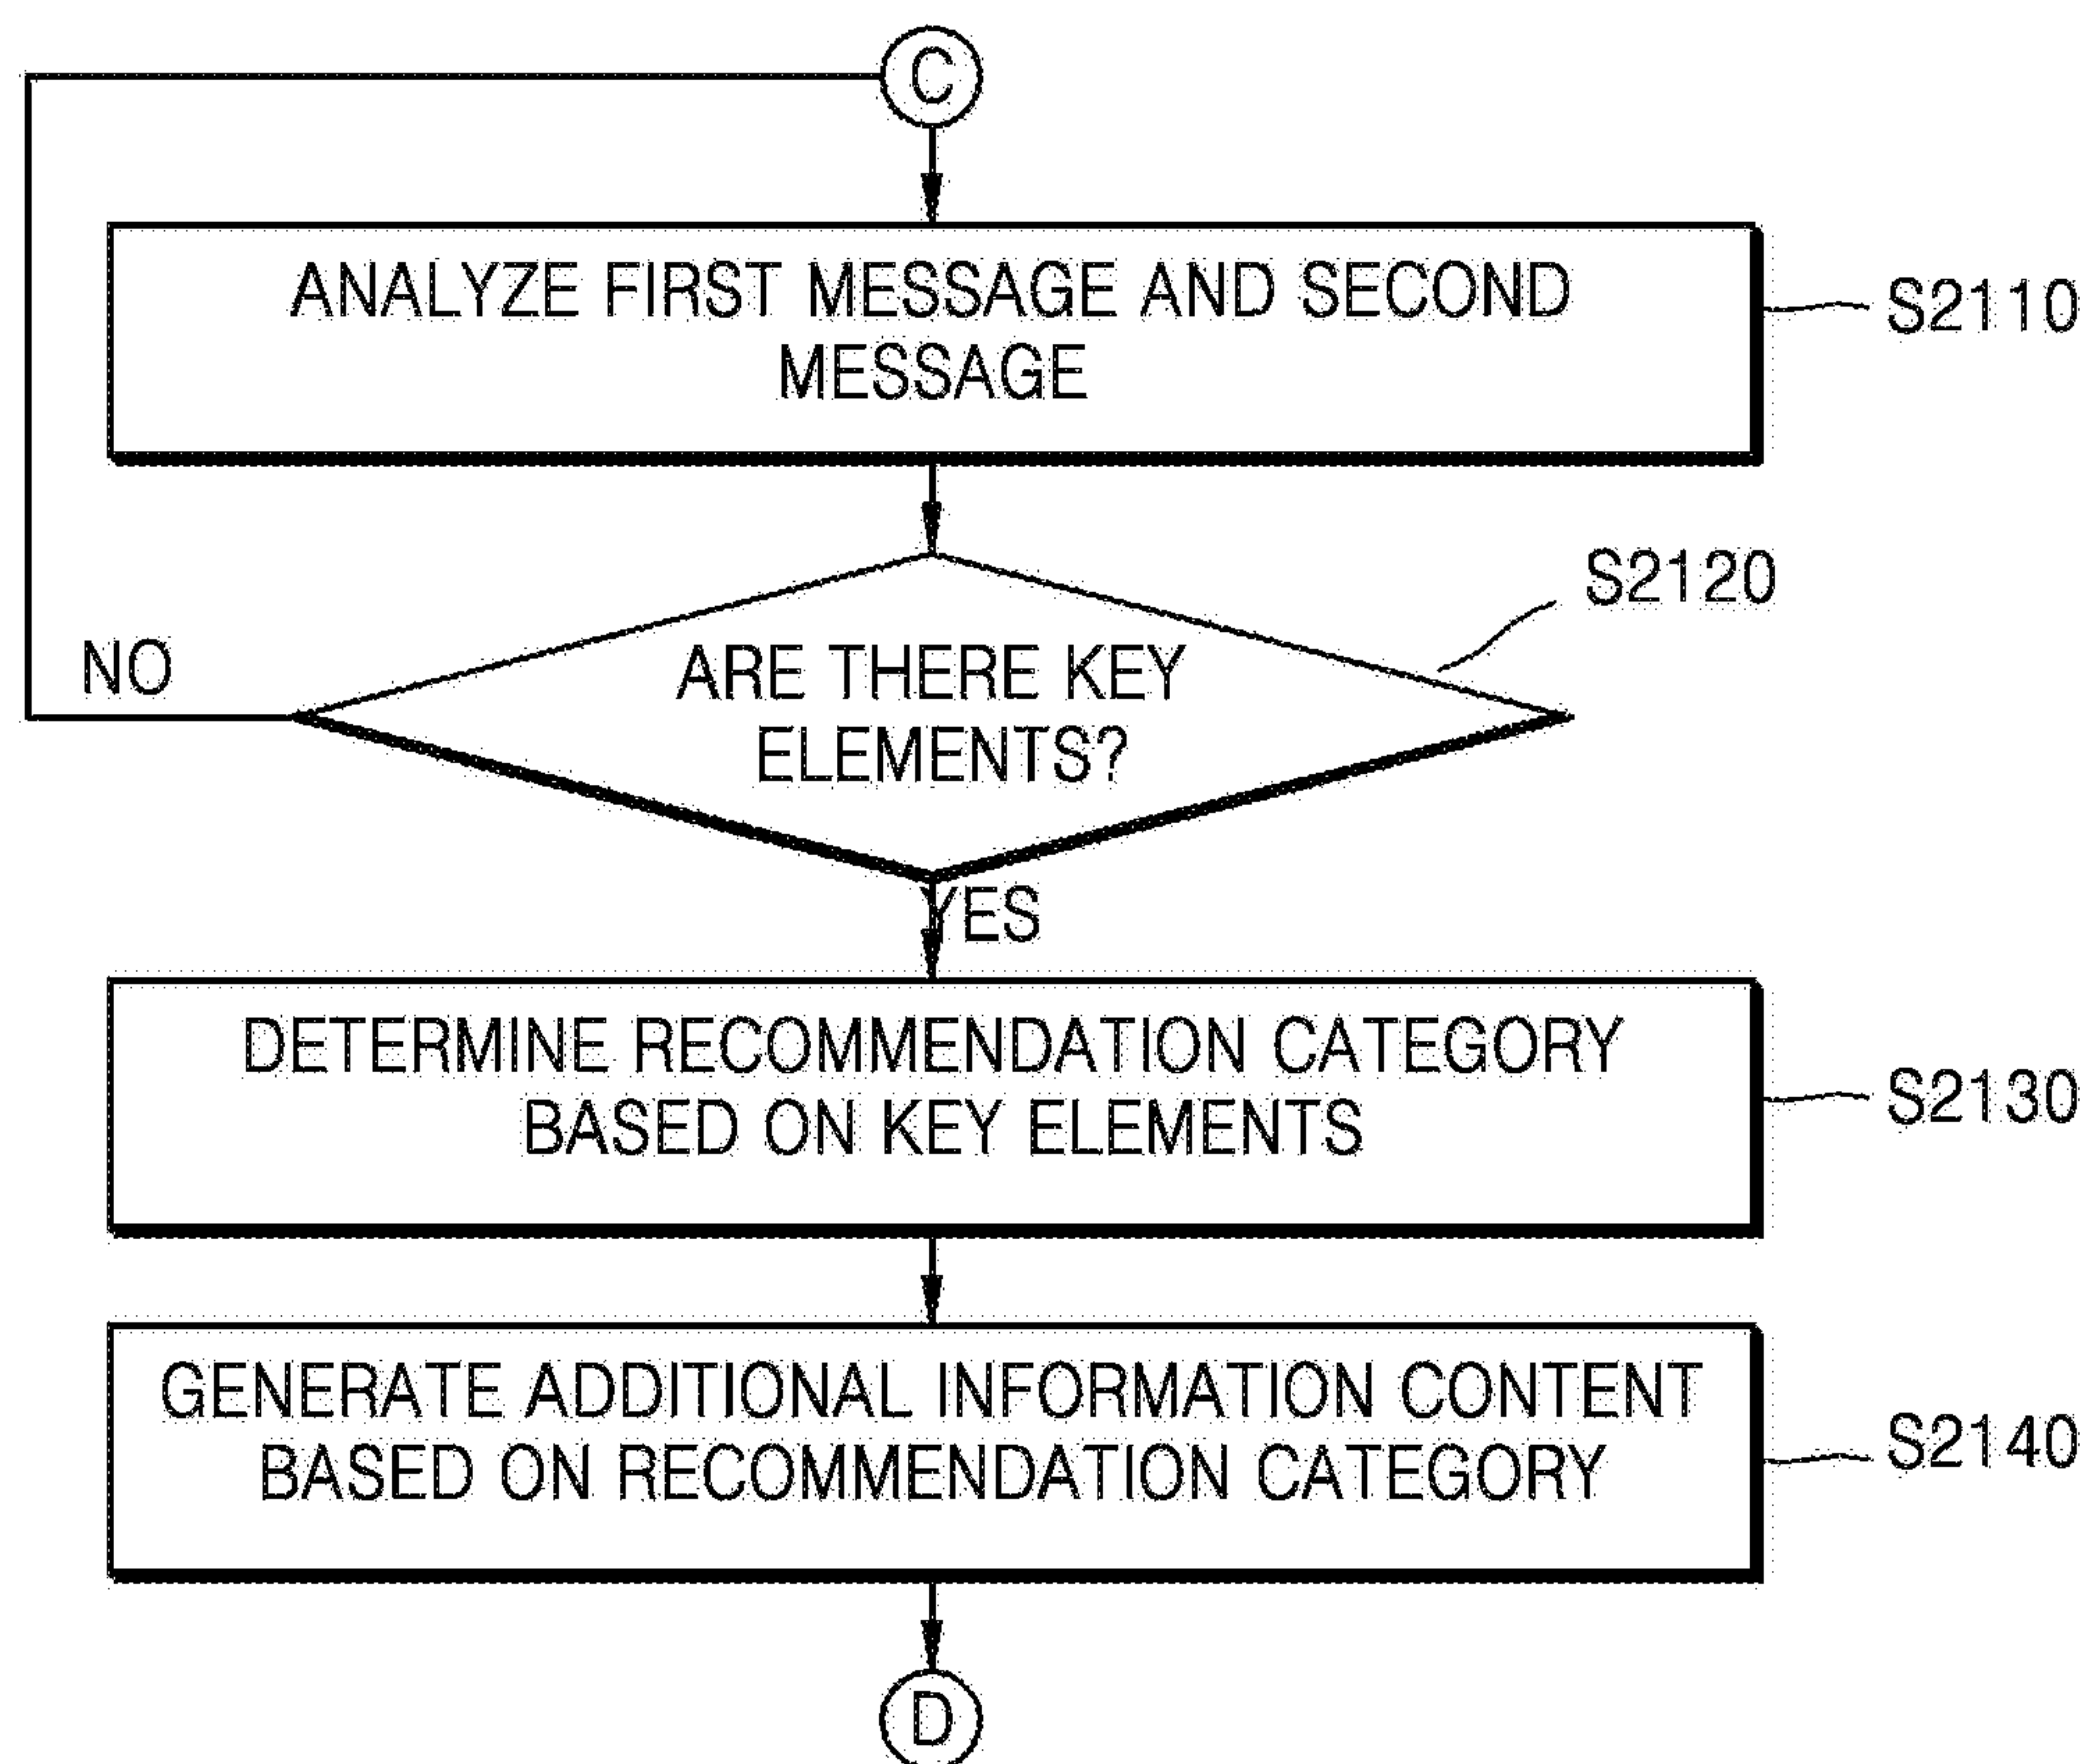 C
ANALYZE FIRST MESSAGE AND SECOND
MESSAGE
S2110
S2120
NO
ARE THERE KEY
ELEMENTS?
YES
DETERMINE RECOMMENDATION CATEGORY
BASED ON KEY ELEMENTS
S2130
GENERATE ADDITIONAL INFORMATION CONTENT
BASED ON RECOMMENDATION CATEGORY
S2140
D